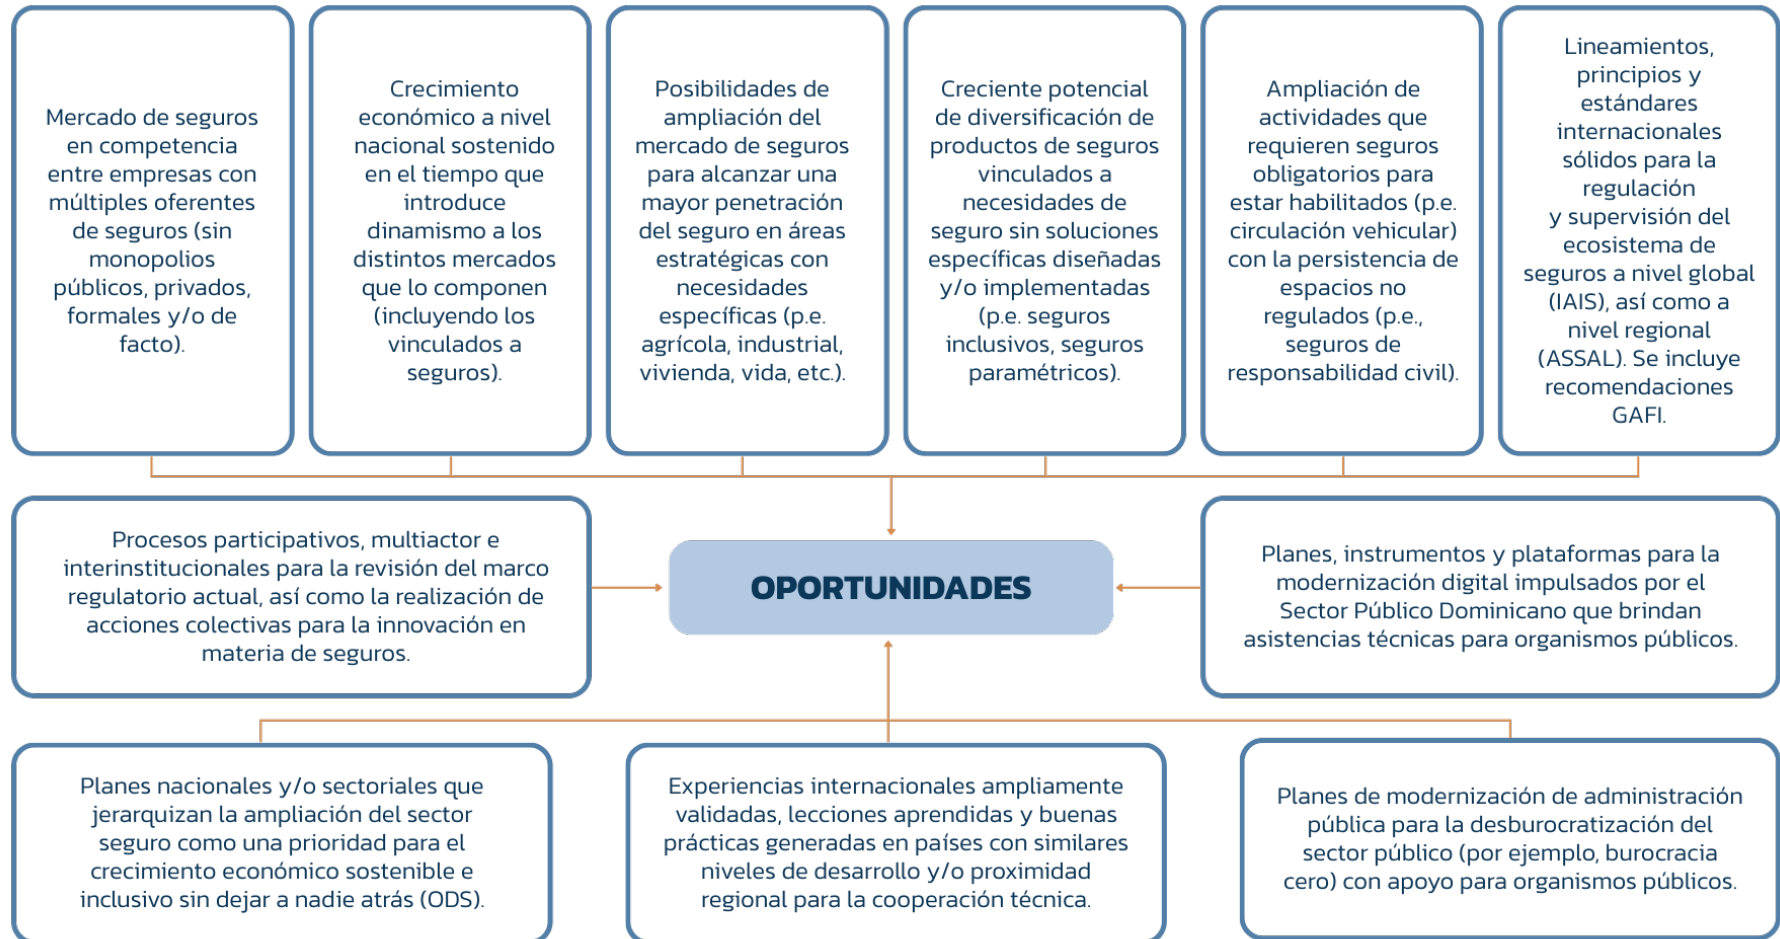 Mercado de seguros
en competencia
entre empresas con
múltiples oferentes
de seguros (sin
monopolios
públicos, privados,
formales y/o de
facto).
Crecimiento
económico a nivel
nacional sostenido
en el tiempo que
introduce
dinamismo a los
distintos mercados
que lo componen
(incluyendo los
vinculados a
seguros).
Posibilidades de
ampliación del
mercado de seguros
para alcanzar una
mayor penetración
del seguro en áreas
estratégicas con
necesidades
específicas (p.e.
agrícola, industrial,
vivienda, vida, etc.).
Creciente potencial
de diversificación de
productos de seguros
vinculados a
necesidades de
seguro sin soluciones
específicas diseñadas
y/o implementadas
(p.e. seguros
inclusivos, seguros
paramétricos).
Ampliación de
actividades que
requieren seguros
obligatorios para
estar habilitados (p.e.
circulación vehicular)
con la persistencia de
espacios no
regulados (p.e.,
seguros de
responsabilidad civil).
Lineamientos,
principios y
estándares
internacionales
sólidos para la
regulación
y supervisión del
ecosistema de
seguros a nivel global
(IAIS), así como a
nivel regional
(ASSAL). Se incluye
recomendaciones
GAFI.
Procesos participativos, multiactor e
interinstitucionales para la revisión del marco
regulatorio actual, así como la realización de
acciones colectivas para la innovación en
materia de seguros.
OPORTUNIDADES
Planes, instrumentos y plataformas para la
modernización digital impulsados por el
Sector Público Dominicano que brindan
asistencias técnicas para organismos públicos.
Planes nacionales y/o sectoriales que
jerarquizan la ampliación del sector
seguro como una prioridad para el
crecimiento económico sostenible e
inclusivo sin dejar a nadie atrás (ODS).
Experiencias internacionales ampliamente
validadas, lecciones aprendidas y buenas
prácticas generadas en países con similares
niveles de desarrollo y/o proximidad
regional para la cooperación técnica.
Planes de modernización de administración
pública para la desburocratización del
sector público (por ejemplo, burocracia
cero) con apoyo para organismos públicos.